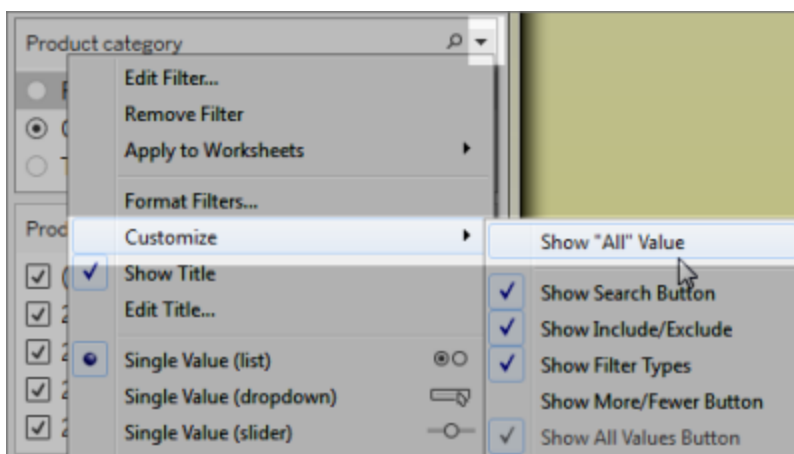 Product category
Edit Filter...
Remove Filter
Apply to Worksheets
Format Filters...
Customize
Show "All" Value
Show Title
Show Search Button
Edit Title...
Show Include/Exclude
Single Value (list)
Show Filter Types
Single Value (dropdown)
Show More/Fewer Button
Single Value (slider)
Show All Values Button